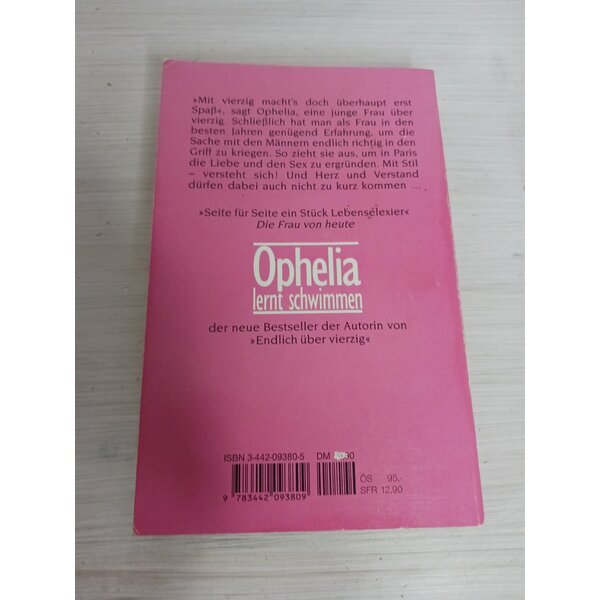 »Mit vierzig macht's doch überhaupt erst
Spaß«, sagt Ophelia, eine junge Frau über
vierzig. Schließlich hat man als Frau in den
besten Jahren genügend Erfahrung, um die
Sache mit den Männern endlich richtig in den
Griff zu kriegen. So zieht sie aus, um in Paris
die Liebe und den Sex zu ergründen. Mit Stil
– versteht sich! Und Herz und Verstand
dürfen dabei auch nicht zu kurz kommen ...
»Seite für Seite ein Stück Lebenselexier«
Die Frau von heute
Ophelia
lernt schwimmen
der neue Bestseller der Autorin von
»Endlich über vierzig«
ISBN 3-442-09380-5 DM
ÖS 95,-
SFR 12,90
9 783442 093809